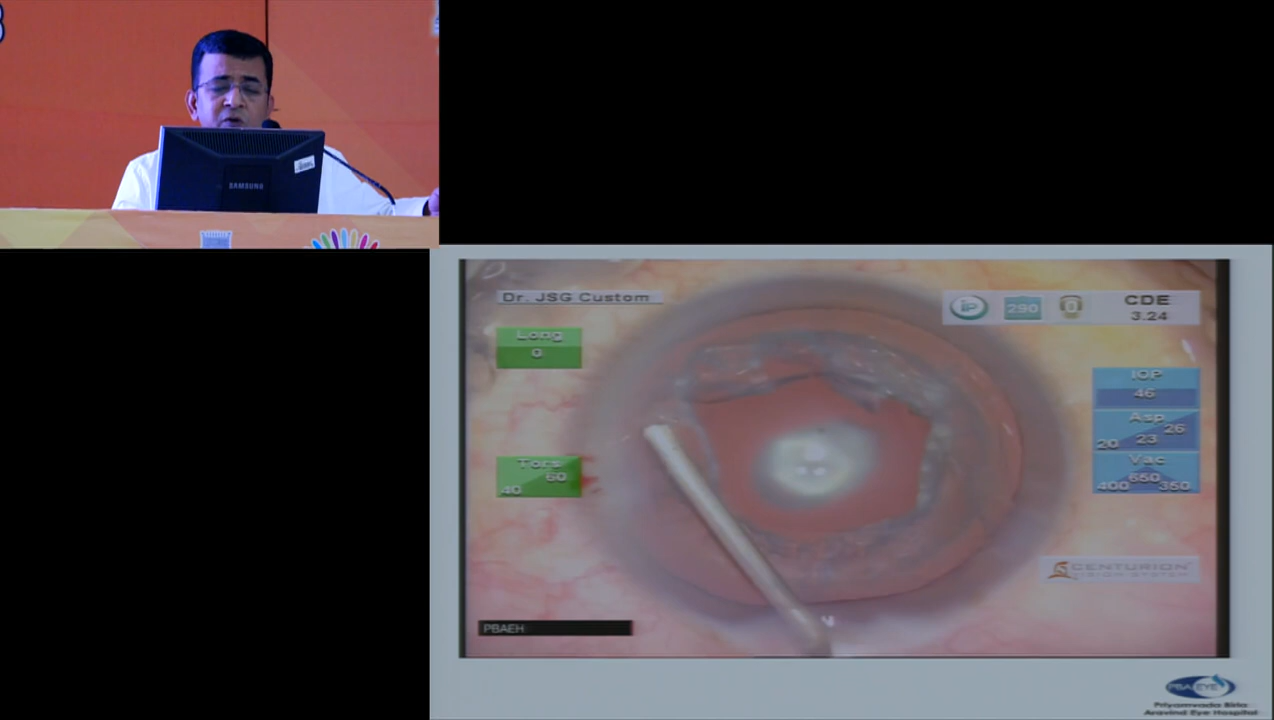 SAMSUNG
Dr. JSG Custom
iP
290
0
CDE
3.24
Long
0
IOP
46
Asp
20 23 26
Tors
40 60
Vac
400 650 350
CENTURION
VISION SYSTEM
PBAEH
PBA EYE
Priyamvada Birla
Aravind Eye Hospital